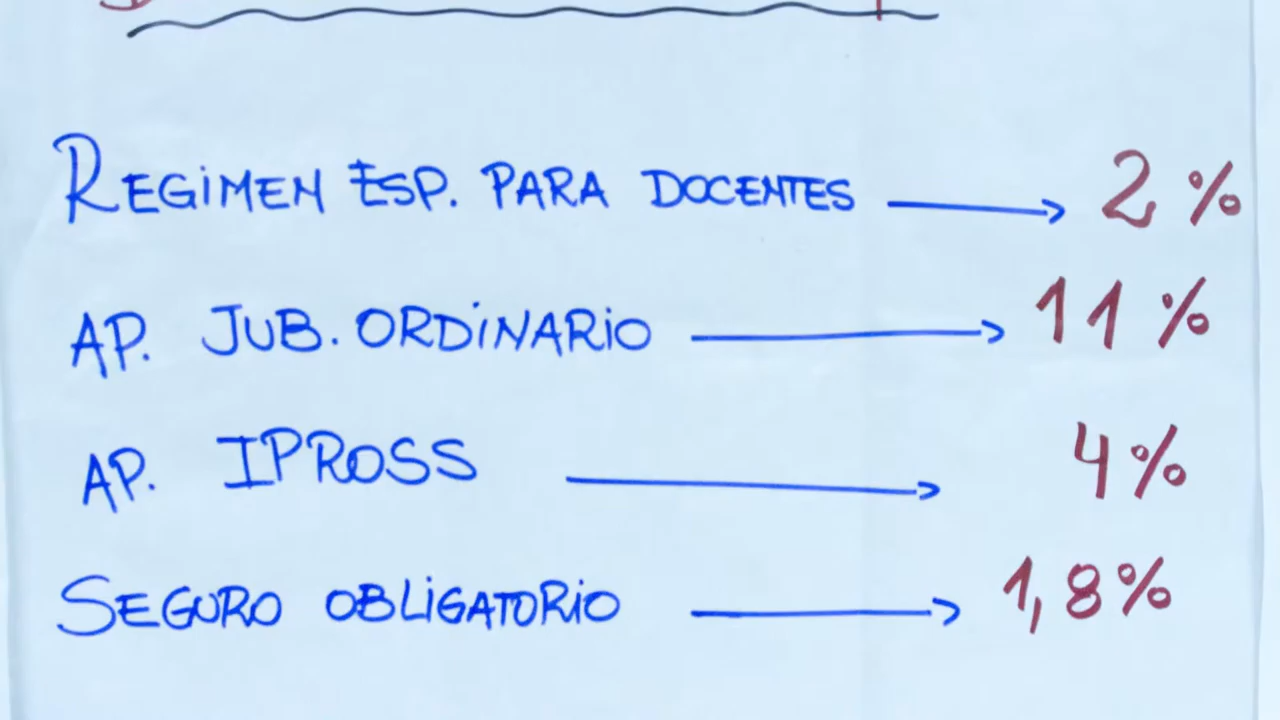 REGIMEN ESP. PARA DOCENTES → 2%
AP. JUB. ORDINARIO → 11%
AP. IPROSS → 4%
SEGURO OBLIGATORIO → 1,8%